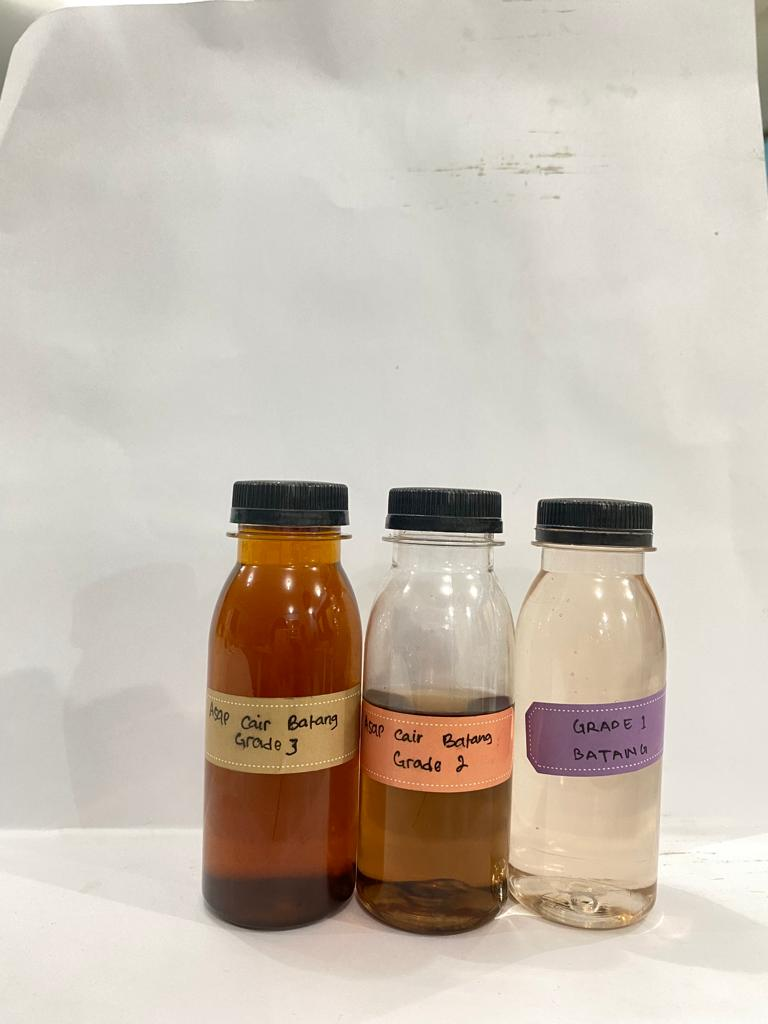 Asap Cair Batang
Grade 3
Asap Cair Batang
Grade 2
GRADE 1
BATANG